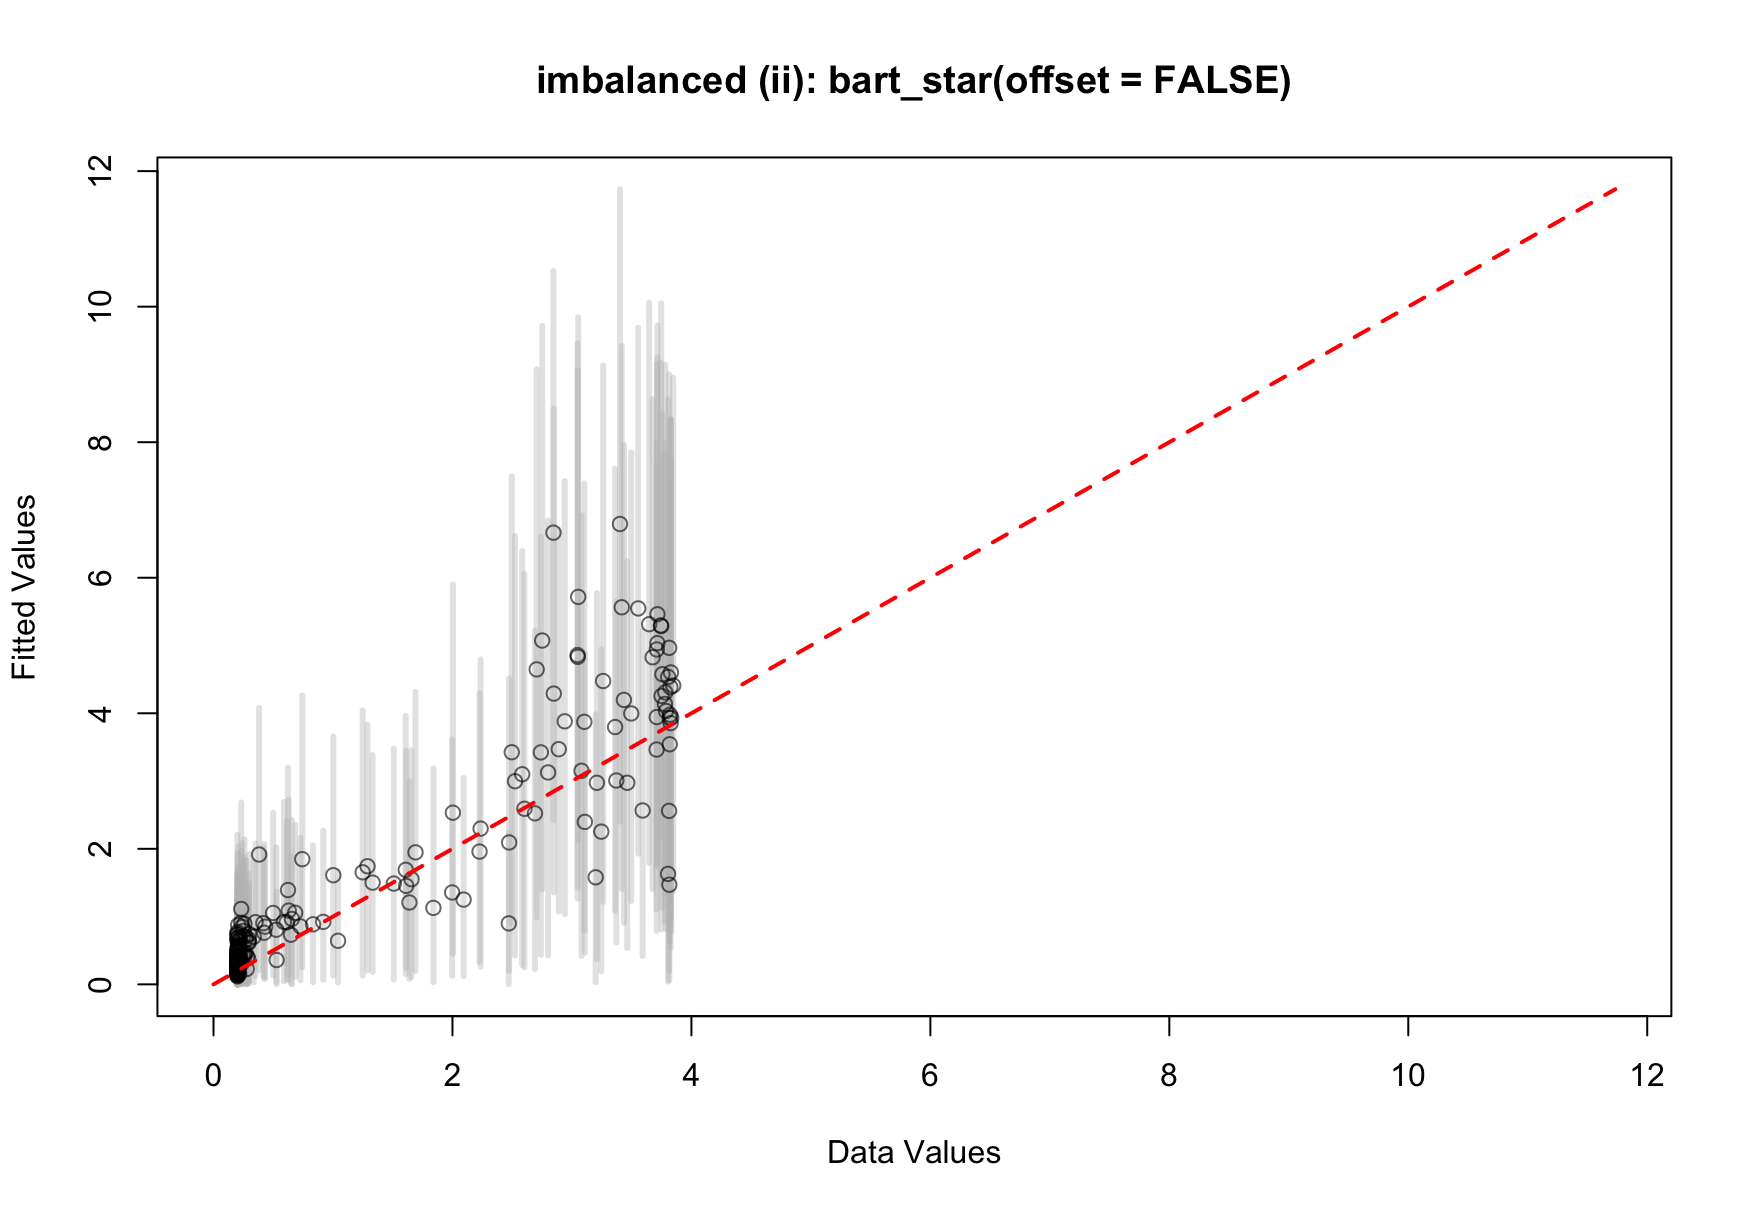 imbalanced (ii): bart_star(offset = FALSE)
Fitted Values
12
10
8
6
4
2
0
0 2 4 6 8 10 12
Data Values